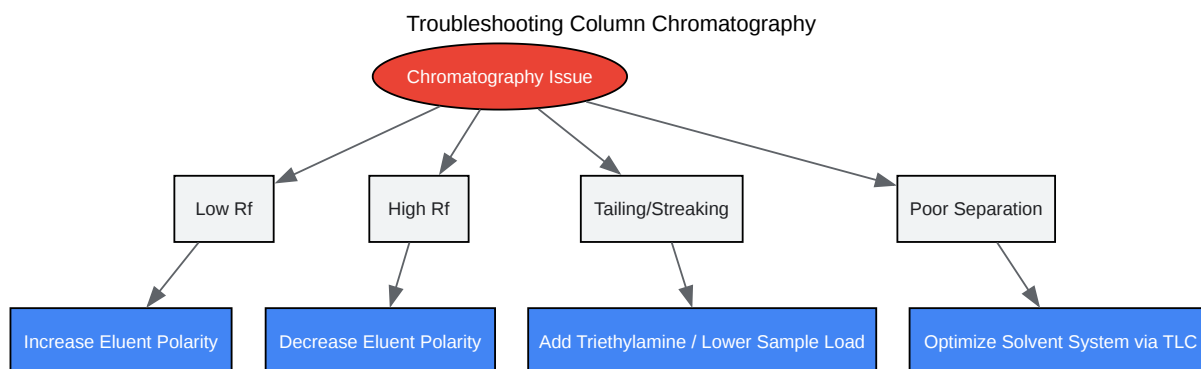 Troubleshooting Column Chromatography
Chromatography Issue
Low Rf
High Rf
Tailing/Streaking
Poor Separation
Increase Eluent Polarity
Decrease Eluent Polarity
Add Triethylamine / Lower Sample Load
Optimize Solvent System via TLC